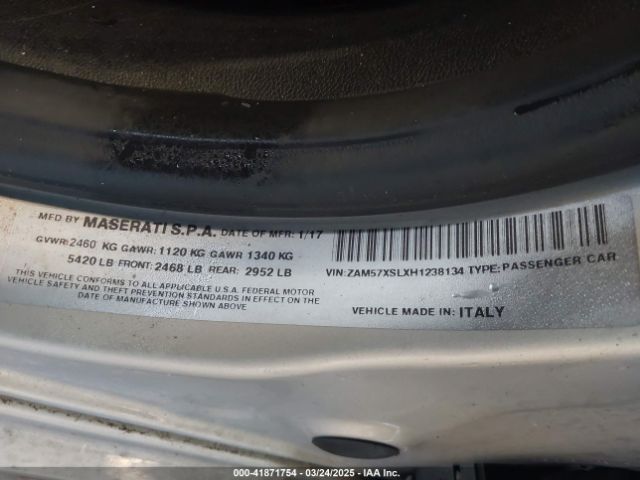 MFD BY MASERATI S.P.A. DATE OF MFR: 1/17
GVWR: 2460 KG GAWR: 1120 KG GAWR 1340 KG
5420 LB FRONT: 2468 LB REAR: 2952 LB
THIS VEHICLE CONFORMS TO ALL APPLICABLE U.S.A. FEDERAL MOTOR
VEHICLE SAFETY AND THEFT PREVENTION STANDARDS IN EFFECT ON THE
DATE OF MANUFACTURE SHOWN ABOVE
VIN: ZAM57XSLXH1238134 TYPE: PASSENGER CAR
VEHICLE MADE IN: ITALY
000-41871754 - 03/24/2025 - IAA Inc.